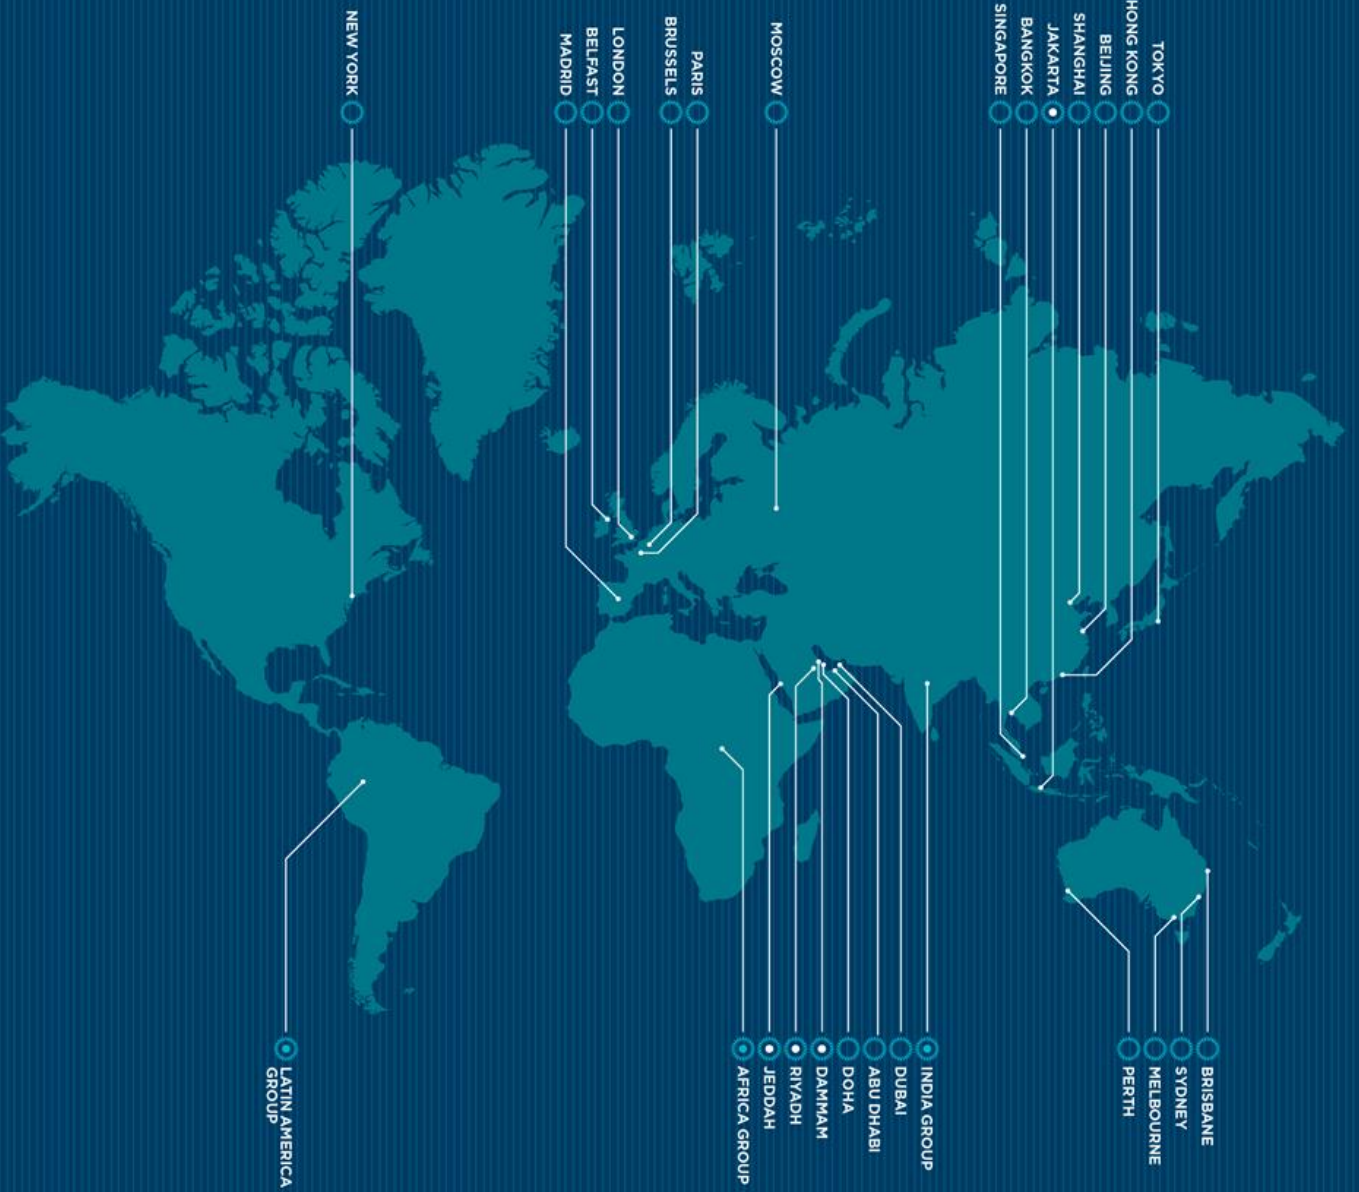 NEW YORK
MADRID
BELFAST
LONDON
BRUSSELS
PARIS
MOSCOW
SINGAPORE
BANGKOK
JAKARTA
SHANGHAI
BEIJING
HONG KONG
TOKYO
LATIN AMERICA
GROUP
AFRICA GROUP
JEDDAH
RIYADH
DAMMAM
DOHA
ABU DHABI
DUBAI
INDIA GROUP
PERTH
MELBOURNE
SYDNEY
BRISBANE